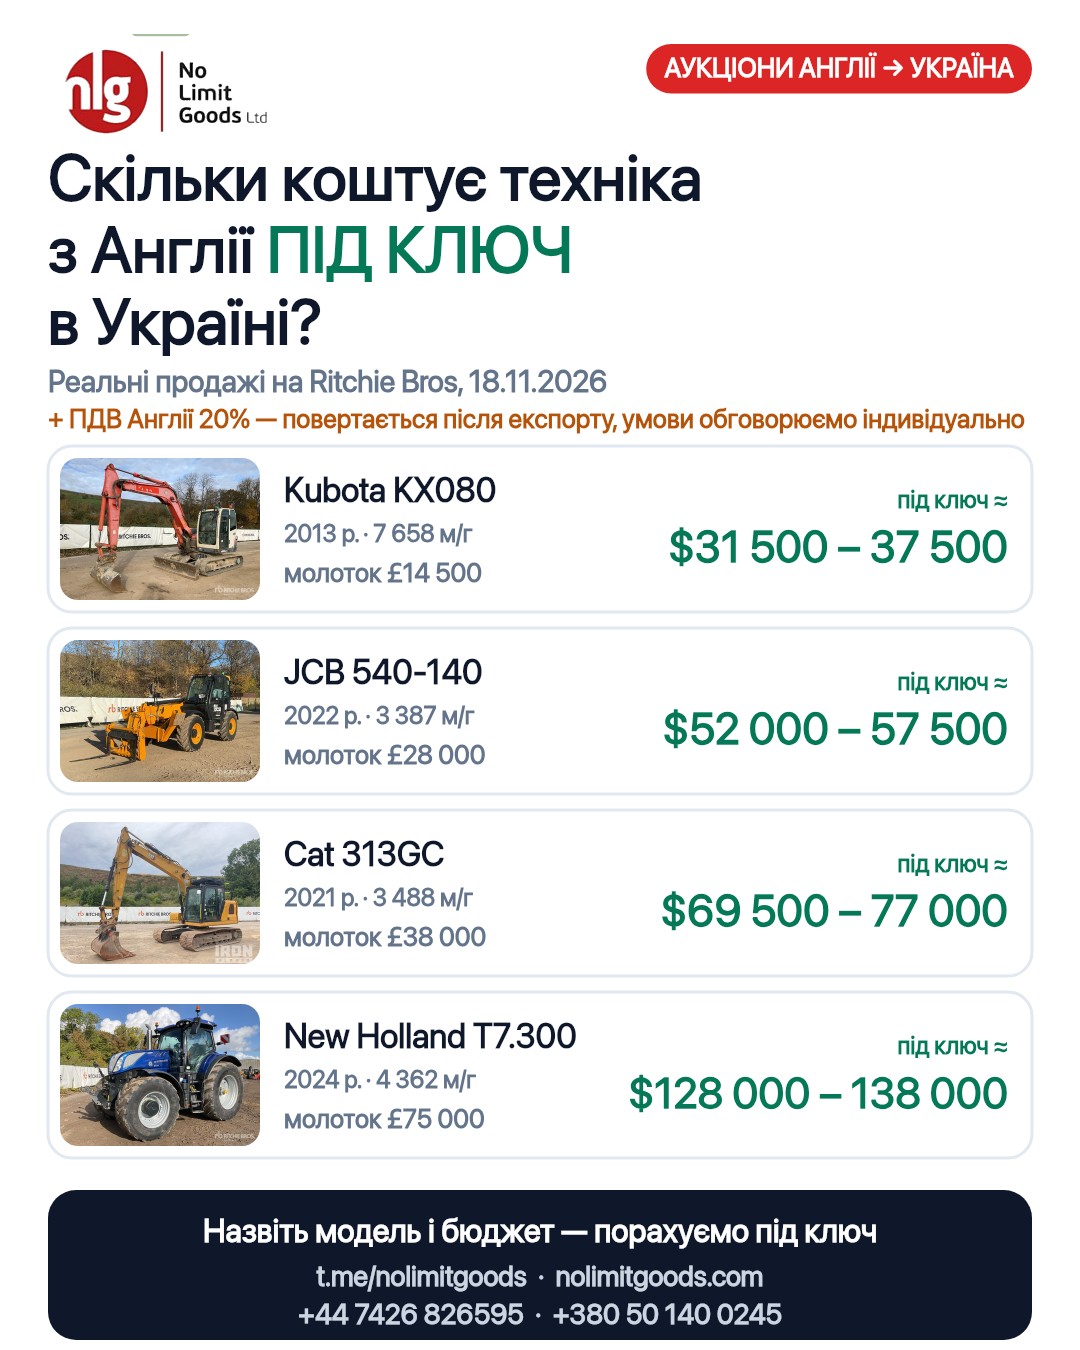 nlg
No
Limit
Goods Ltd
АУКЦІОНИ АНГЛІЇ → УКРАЇНА
Скільки коштує техніка
з Англії ПІД КЛЮЧ
в Україні?
Реальні продажі на Ritchie Bros, 18.11.2026
+ ПДВ Англії 20% — повертається після експорту, умови обговорюємо індивідуально
Kubota KX080
2013 р. · 7 658 м/г
молоток £14 500
під ключ ≈
$31 500 – 37 500
JCB 540-140
2022 р. · 3 387 м/г
молоток £28 000
під ключ ≈
$52 000 – 57 500
Cat 313GC
2021 р. · 3 488 м/г
молоток £38 000
під ключ ≈
$69 500 – 77 000
IRON
New Holland T7.300
2024 р. · 4 362 м/г
молоток £75 000
під ключ ≈
$128 000 – 138 000
Назвіть модель і бюджет — порахуємо під ключ
t.me/nolimitgoods · nolimitgoods.com
+44 7426 826595 · +380 50 140 0245